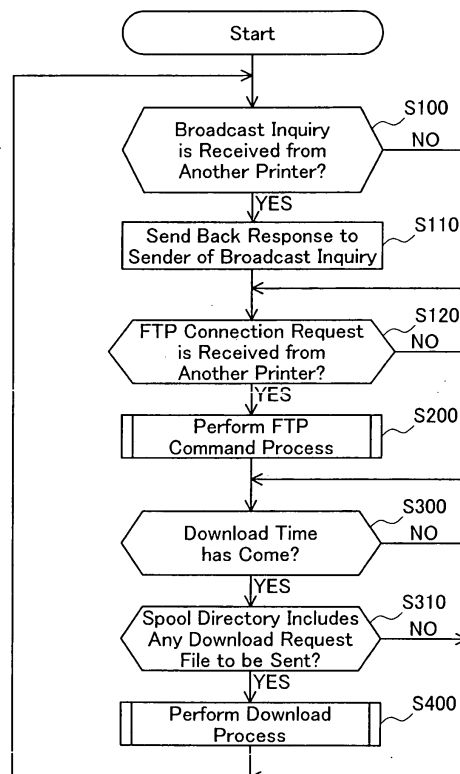 Start
S100
Broadcast Inquiry
is Received from
Another Printer?
NO
YES
S110
Send Back Response to
Sender of Broadcast Inquiry
S120
FTP Connection Request
is Received from
Another Printer?
NO
YES
S200
Perform FTP
Command Process
S300
Download Time
has Come?
NO
YES
S310
Spool Directory Includes
Any Download Request
File to be Sent?
NO
YES
S400
Perform Download
Process